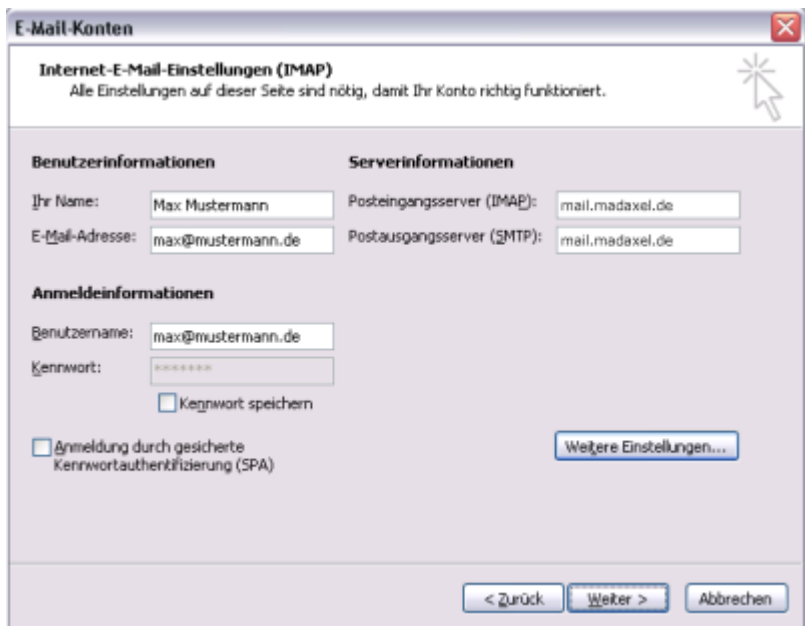 E-Mail-Konten
Internet-E-Mail-Einstellungen (IMAP)
Alle Einstellungen auf dieser Seite sind nötig, damit Ihr Konto richtig funktioniert.
Benutzerinformationen
Ihr Name: Max Mustermann
E-Mail-Adresse: max@mustermann.de
Serverinformationen
Posteingangsserver (IMAP): mail.madaxel.de
Postausgangsserver (SMTP): mail.madaxel.de
Anmeldeinformationen
Benutzername: max@mustermann.de
Kennwort: *******
Kennwort speichern
Anmeldung durch gesicherte
Kennwortauthentifizierung (SPA)
Weitere Einstellungen...
< Zurück
Weiter >
Abbrechen